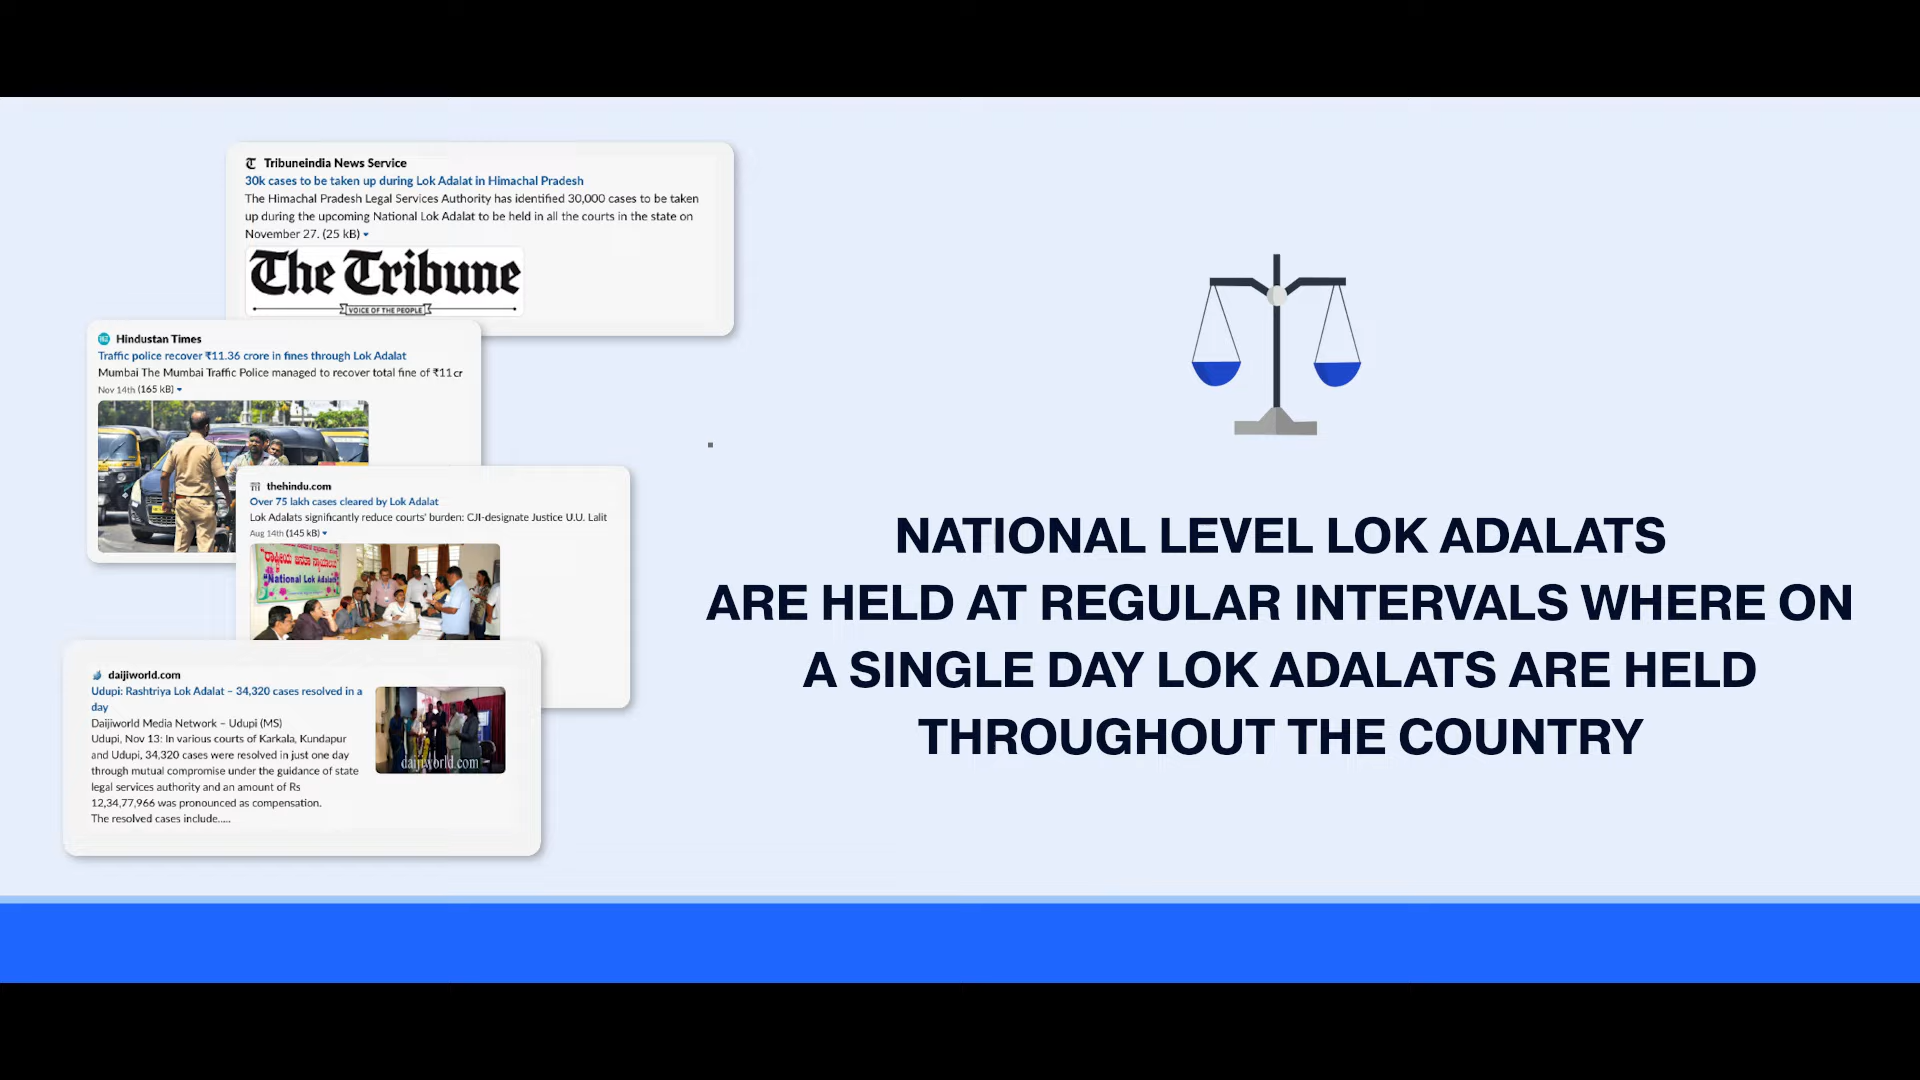 Tribuneindia News Service
30k cases to be taken up during Lok Adalat in Himachal Pradesh
The Himachal Pradesh Legal Services Authority has identified 30,000 cases to be taken
up during the upcoming National Lok Adalat to be held in all the courts in the state on
November 27. (25 kB)
The Tribune
VOICE OF THE PEOPLE
Hindustan Times
Traffic police recover ₹11.36 crore in fines through Lok Adalat
Mumbai The Mumbai Traffic Police managed to recover total fine of ₹11cr
Nov 14th (165 kB)
thehindu.com
Over 75 lakh cases cleared by Lok Adalat
Lok Adalats significantly reduce courts' burden: CJI-designate Justice U.U. Lalit
Aug 14th (145 kB)
"National Lok Adalat"
daijiworld.com
Udupi: Rashtriya Lok Adalat – 34,320 cases resolved in a
day
Daijiworld Media Network – Udupi (MS)
Udupi, Nov 13: In various courts of Karkala, Kundapur
and Udupi, 34,320 cases were resolved in just one day
through mutual compromise under the guidance of state
legal services authority and an amount of Rs
12,34,77,966 was pronounced as compensation.
The resolved cases include.....
daijiworld.com
NATIONAL LEVEL LOK ADALATS
ARE HELD AT REGULAR INTERVALS WHERE ON
A SINGLE DAY LOK ADALATS ARE HELD
THROUGHOUT THE COUNTRY